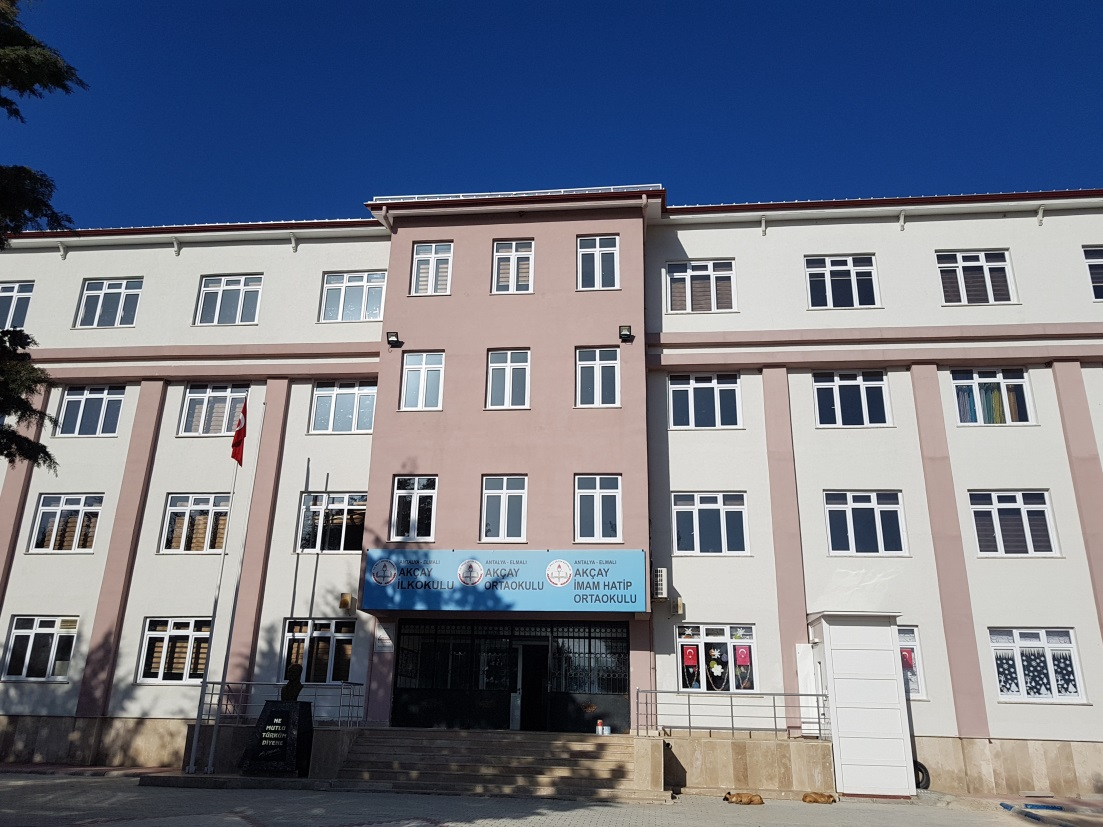 ANTALYA - ELMALI
AKÇAY
İLKOKULU
ANTALYA - ELMALI
AKÇAY
ORTAOKULU
ANTALYA - ELMALI
AKÇAY
İMAM HATİP
ORTAOKULU
NE
MUTLU
TÜRKÜM
DİYENE